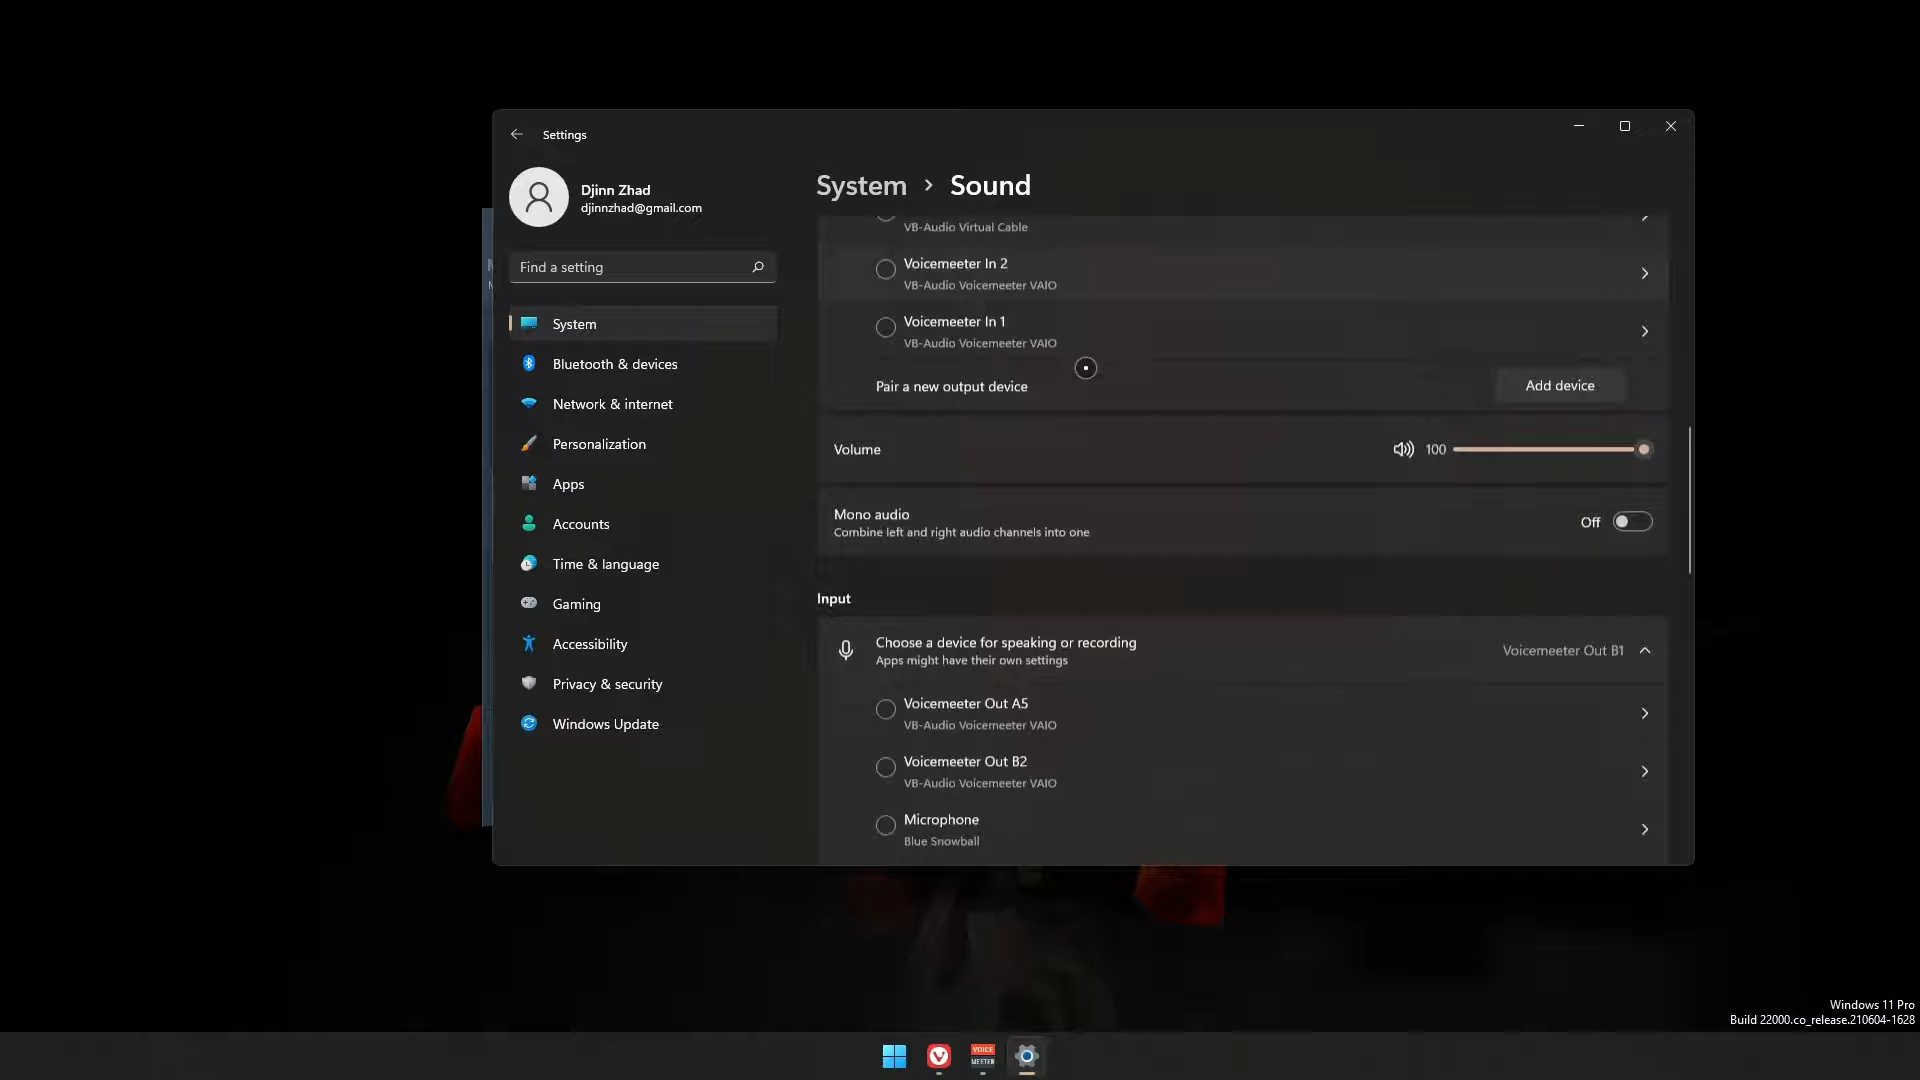 Settings
Djinn Zhad
djinnzhad@gmail.com
Find a setting
System
Bluetooth & devices
Network & internet
Personalization
Apps
Accounts
Time & language
Gaming
Accessibility
Privacy & security
Windows Update
System › Sound
VB-Audio Virtual Cable
Voicemeeter In 2
VB-Audio Voicemeeter VAIO
Voicemeeter In 1
VB-Audio Voicemeeter VAIO
Pair a new output device
Add device
Volume
100
Mono audio
Combine left and right audio channels into one
Off
Input
Choose a device for speaking or recording
Apps might have their own settings
Voicemeeter Out B1
Voicemeeter Out A5
VB-Audio Voicemeeter VAIO
Voicemeeter Out B2
VB-Audio Voicemeeter VAIO
Microphone
Blue Snowball
Windows 11 Pro
Build 22000.co_release.210604-1628
VOICE
MEETER